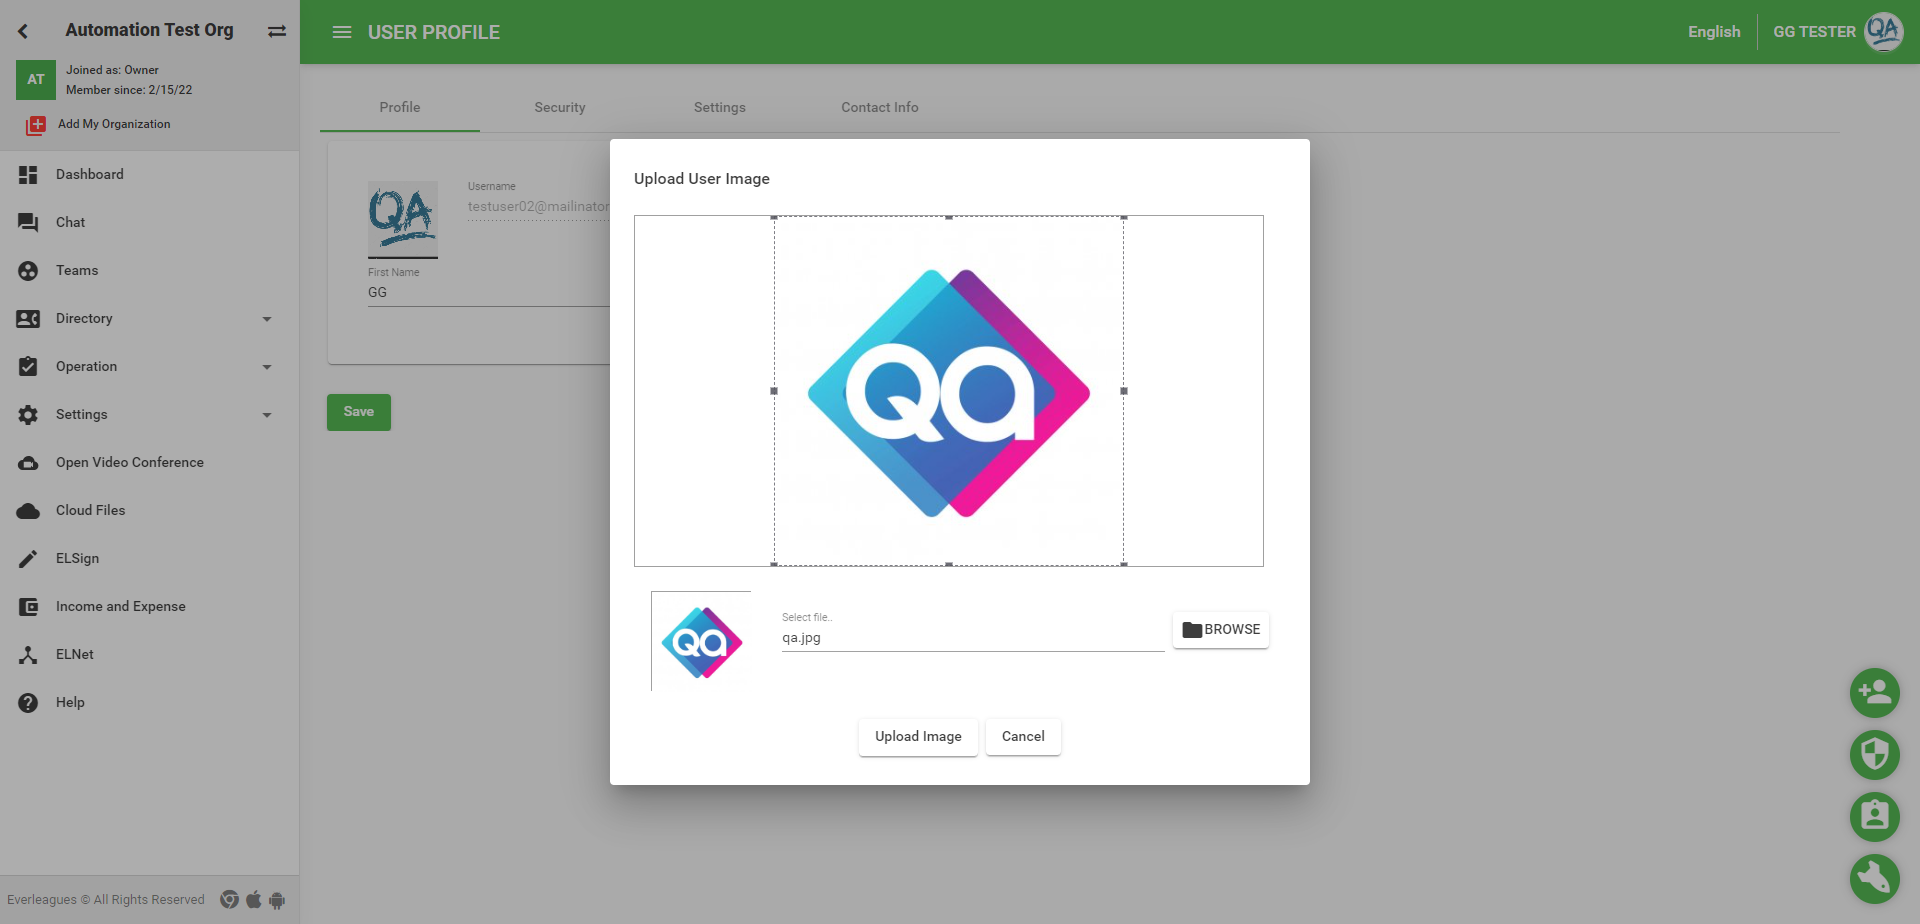 Automation Test Org
AT
Joined as: Owner
Member since: 2/15/22
Add My Organization
Dashboard
Chat
Teams
Directory
Operation
Settings
Open Video Conference
Cloud Files
ELSign
Income and Expense
ELNet
Help
Everleagues © All Rights Reserved
USER PROFILE
English
GG TESTER
QA
Profile
Security
Settings
Contact Info
QA
Username
testuser02@mailinator
First Name
GG
Save
Upload User Image
Qa
Qa
Select file..
qa.jpg
BROWSE
Upload Image
Cancel